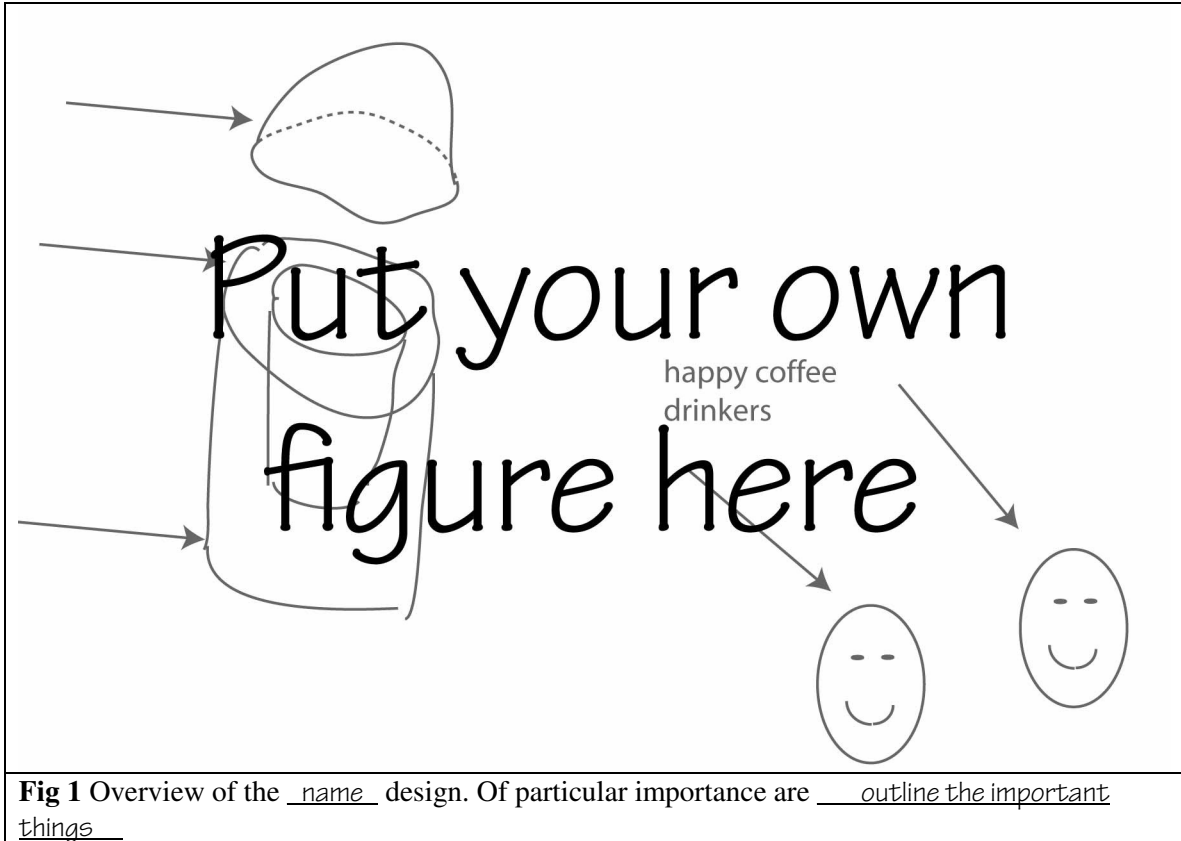 Put your own
happy coffee
drinkers
figure here
Fig 1 Overview of the name design. Of particular importance are outline the important
things